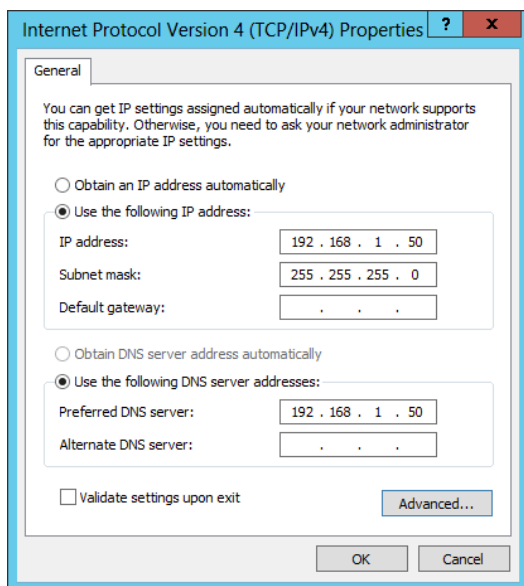 Internet Protocol Version 4 (TCP/IPv4) Properties ? x
General
You can get IP settings assigned automatically if your network supports
this capability. Otherwise, you need to ask your network administrator
for the appropriate IP settings.
Obtain an IP address automatically
Use the following IP address:
IP address: 192 . 168 . 1 . 50
Subnet mask: 255 . 255 . 255 . 0
Default gateway: . . .
Obtain DNS server address automatically
Use the following DNS server addresses:
Preferred DNS server: 192 . 168 . 1 . 50
Alternate DNS server: . . .
Validate settings upon exit
Advanced...
OK Cancel